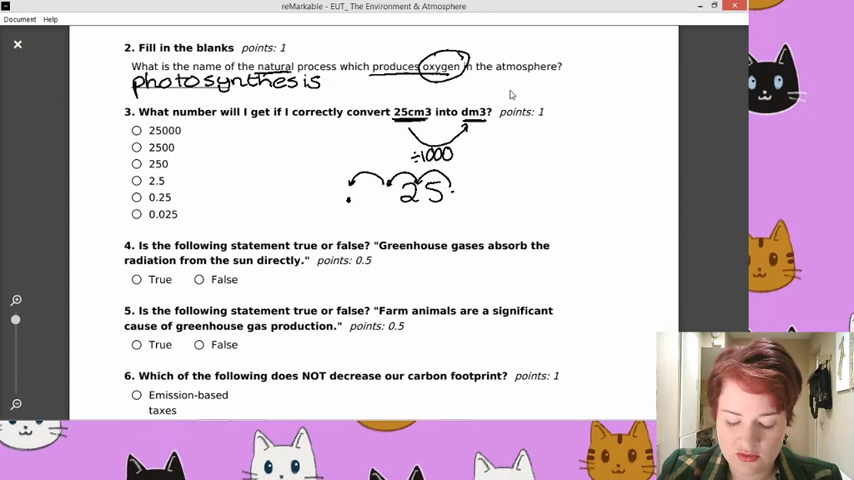 reMarkable - EUT_ The Environment & Atmosphere
Document Help
2. Fill in the blanks points: 1
What is the name of the natural process which produces oxygen in the atmosphere?
photosynthesis
3. What number will I get if I correctly convert 25cm3 into dm3? points: 1
25000
2500
250
2.5
0.25
0.025
÷1000
. 25.
4. Is the following statement true or false? "Greenhouse gases absorb the
radiation from the sun directly." points: 0.5
True False
5. Is the following statement true or false? "Farm animals are a significant
cause of greenhouse gas production." points: 0.5
True False
6. Which of the following does NOT decrease our carbon footprint? points: 1
Emission-based
taxes